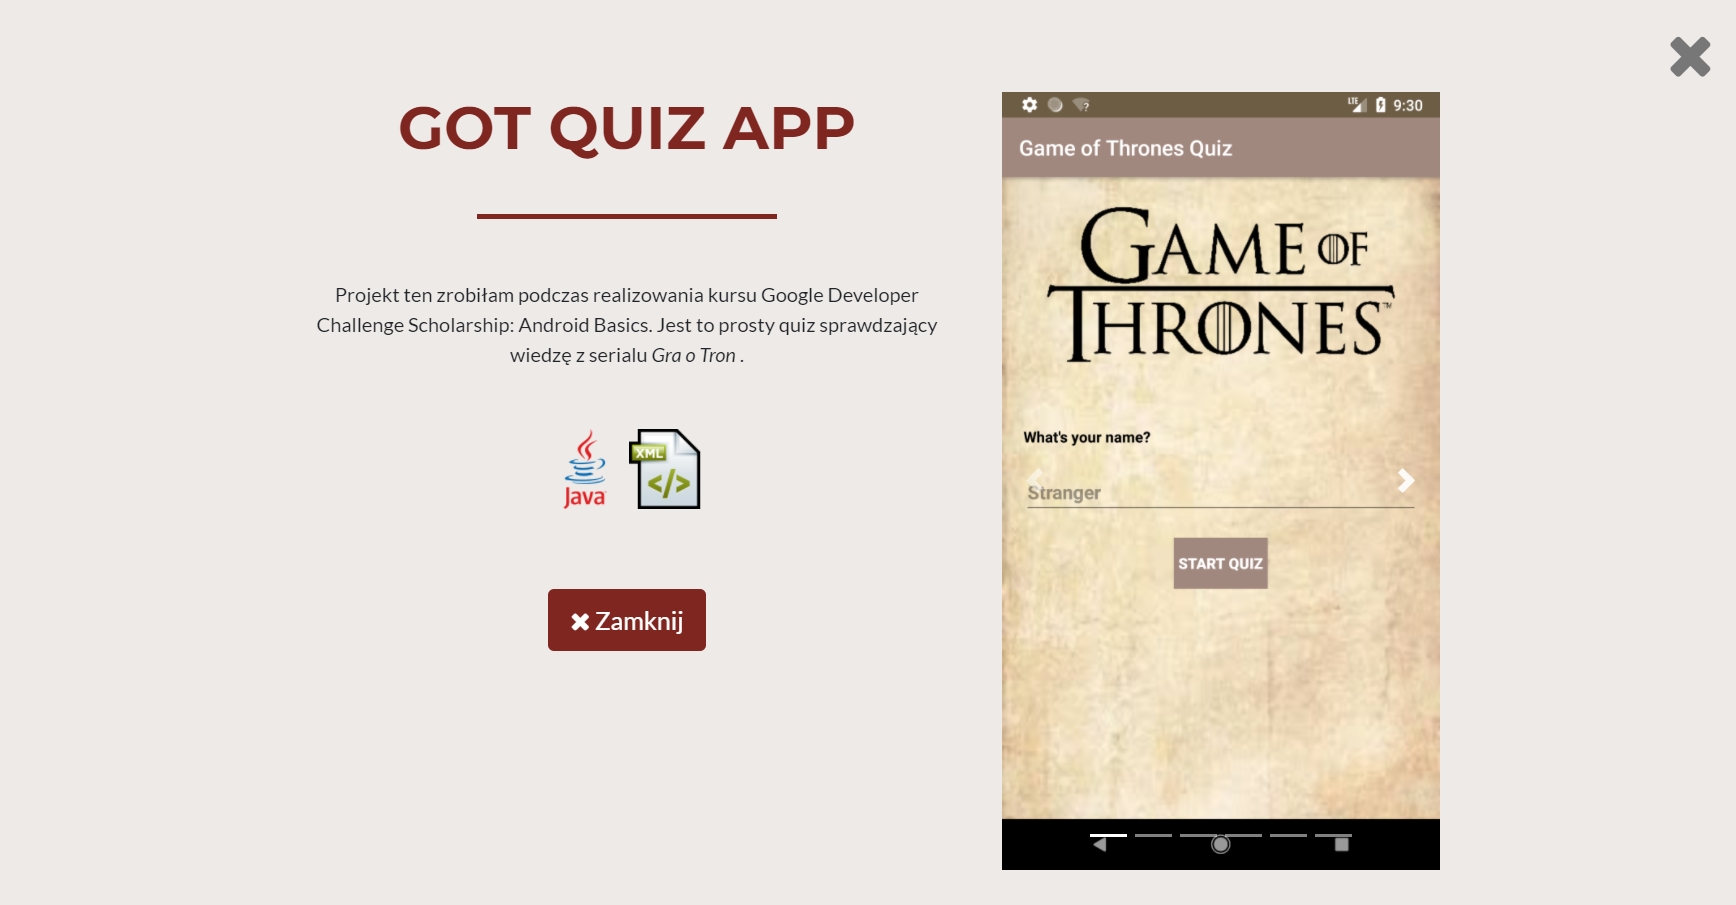 GOT QUIZ APP
Projekt ten zrobiłam podczas realizowania kursu Google Developer
Challenge Scholarship: Android Basics. Jest to prosty quiz sprawdzający
wiedzę z serialu Gra o Tron .
Java
XML
</>
Zamknij
LTE 9:30
Game of Thrones Quiz
GAME OF
THRONES™
What's your name?
Stranger
START QUIZ